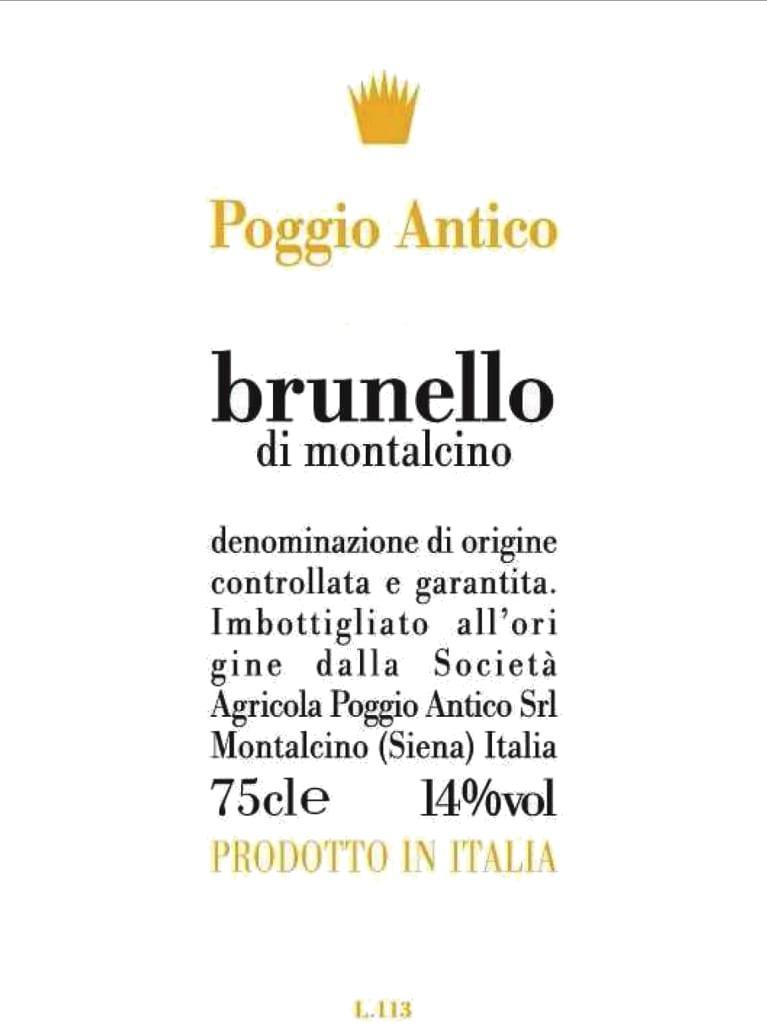 Poggio Antico
brunello
di montalcino
denominazione di origine
controllata e garantita.
Imbottigliato all'ori
gine dalla Società
Agricola Poggio Antico Srl
Montalcino (Siena) Italia
75cle 14%vol
PRODOTTO IN ITALIA
L.113